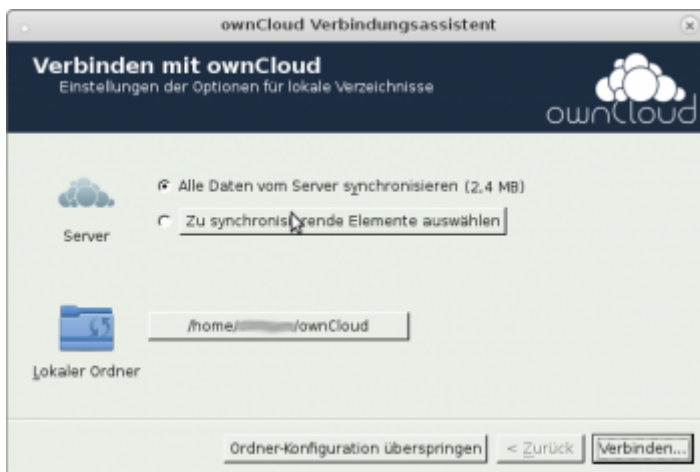 ownCloud Verbindungsassistent
Verbinden mit ownCloud
Einstellungen der Optionen für lokale Verzeichnisse
ownCloud
Alle Daten vom Server synchronisieren (2,4 MB)
Zu synchronisierende Elemente auswählen
Server
/home/ /ownCloud
Lokaler Ordner
Ordner-Konfiguration überspringen
< Zurück
Verbinden...